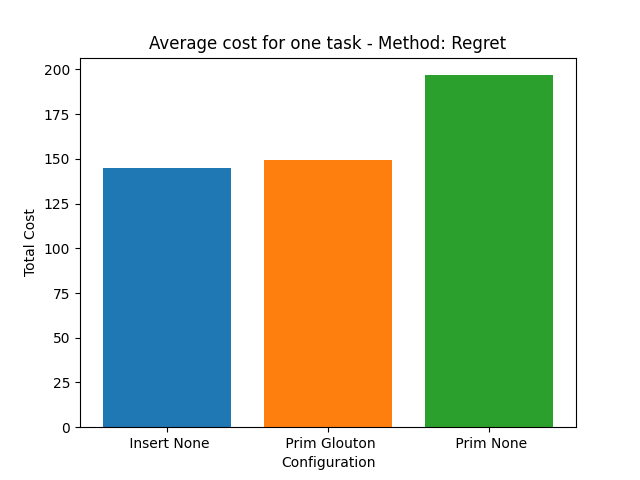 Average cost for one task - Method: Regret
Total Cost
200
175
150
125
100
75
50
25
0
Insert None
Prim Glouton
Prim None
Configuration